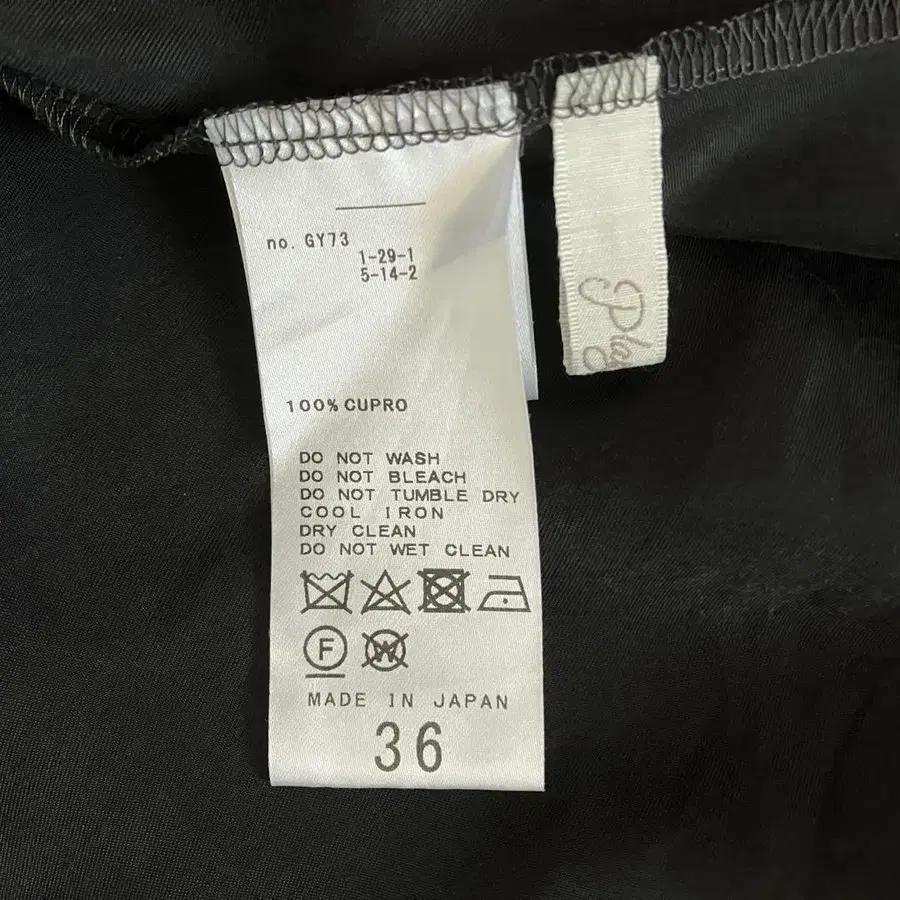 no. GY73
1-29-1
5-14-2
100% CUPRO
DO NOT WASH
DO NOT BLEACH
DO NOT TUMBLE DRY
COOL IRON
DRY CLEAN
DO NOT WET CLEAN
F W
MADE IN JAPAN
36
Pla